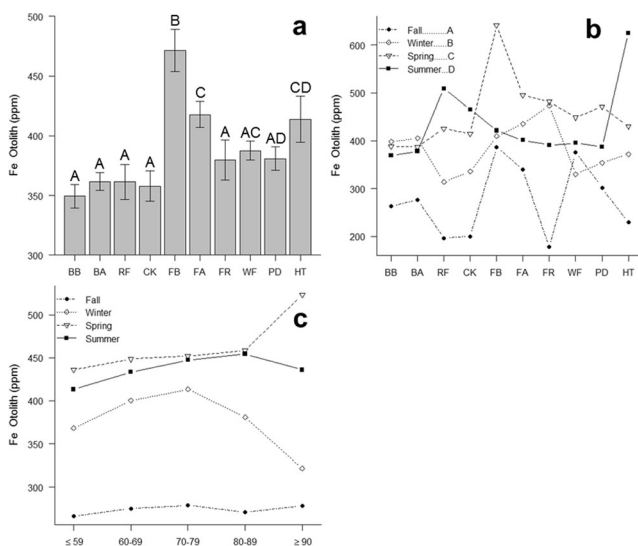 a
Fe Otolith (ppm)
500
450
400
350
300
A
A
A
A
B
C
A
AC
AD
CD
BB BA RF CK FB FA FR WF PD HT
b
Fe Otolith (ppm)
600
500
400
300
200
Fall.........A
Winter......B
Spring......C
Summer...D
BB BA RF CK FB FA FR WF PD HT
c
Fe Otolith (ppm)
500
450
400
350
300
Fall
Winter
Spring
Summer
≤ 59 60-69 70-79 80-89 ≥ 90